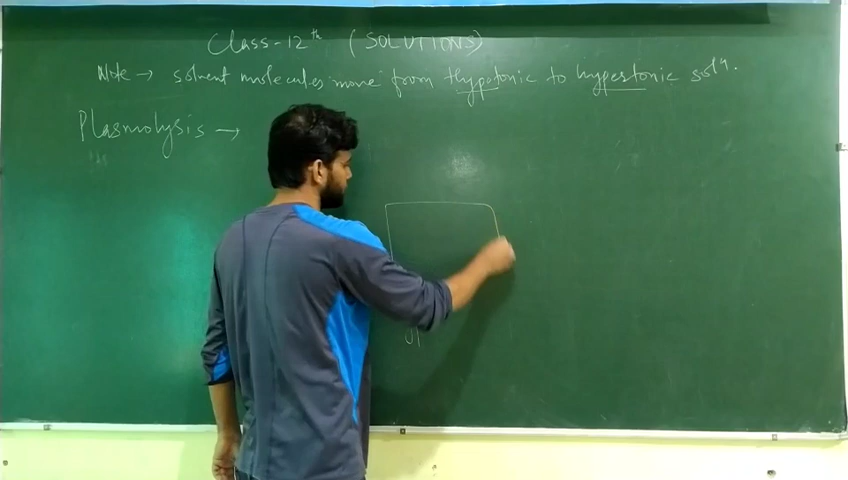 Class-12th (SOLUTIONS)
Note → solvent molecules move from hypotonic to hypertonic solⁿ.
Plasmolysis →